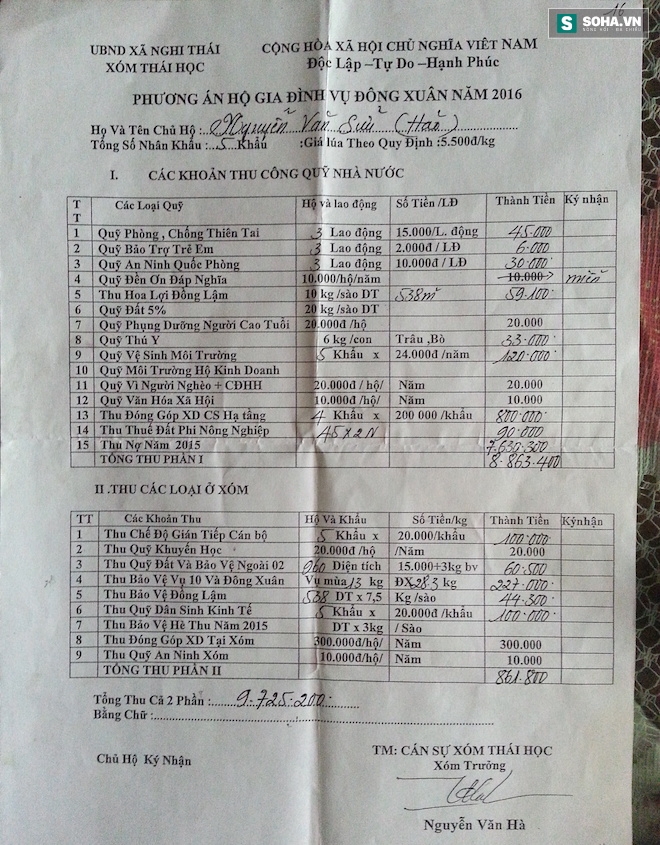 16
S SOHA.VN
UBND XÃ NGHI THÁI CỘNG HÒA XÃ HỘI CHỦ NGHĨA VIÊT NAM
XÓM THÁI HỌC Độc Lập –Tự Do –Hạnh Phúc
PHƯƠNG ÁN HỘ GIA ĐÌNH VỤ ĐÔNG XUÂN NĂM 2016
Họ Và Tên Chủ Hộ : Nguyễn Văn Sửu (Hảo)
Tổng Số Nhân Khẩu : 5 Khẩu :Giá lúa Theo Quy Định :5.500đ/kg
I. CÁC KHOẢN THU CÔNG QUỸ NHÀ NƯỚC
TT Các Loại Quỹ Hộ và lao động Số Tiền /LĐ Thành Tiền Ký nhận
1 Quỹ Phòng , Chống Thiên Tai 3 Lao động 15.000/L. động 45.000
2 Quỹ Bảo Trợ Trẻ Em 3 Lao động 2.000đ / LĐ 6.000
3 Quỹ An Ninh Quốc Phòng 3 Lao động 10.000đ / LĐ 30.000
4 Quỹ Đền Ơn Đáp Nghĩa 10.000/hộ/năm 10.000 miễn
5 Thu Hoa Lợi Đồng Lậm 10 kg /sào DT 538m² 59.100
6 Quỹ Đất 5% 20 kg /sào DT
7 Quỹ Phụng Dưỡng Người Cao Tuổi 20.000đ /hộ 20.000
8 Quỹ Thú Y 6 kg /con Trâu ,Bò 33.000
9 Quỹ Vệ Sinh Môi Trường 5 Khẩu x 24.000đ /năm 120.000
10 Quỹ Môi Trường Hộ Kinh Doanh
11 Quỹ Vì Người Nghèo + CĐHH 20.000đ / hộ/ Năm 20.000
12 Quỹ Văn Hóa Xã Hội 10.000đ /hộ/ Năm 10.000
13 Thu Đóng Góp XD CS Hạ tầng 4 Khẩu x 200 000 /khẩu 800.000
14 Thu Thuế Đất Phi Nông Nghiệp 45 x 2 N 90.000
15 Thu Nợ Năm 2015 7.630.300
TỔNG THU PHẦN I 8.863.400
II .THU CÁC LOẠI Ở XÓM
TT Các Khoản Thu Hộ Và Khẩu Số Tiền/kg Thành Tiền Kýnhận
1 Thu Chế Độ Gián Tiếp Cán bộ 5 Khẩu x 20.000/khẩu 100.000
2 Thu Quỹ Khuyến Học 20.000đ /hộ /Năm 20.000
3 Thu Quỹ Đất Và Bảo Vệ Ngoài 02 960 Diện tích 15.000+3kg bv 60.500
4 Thu Bảo Vệ Vụ 10 Và Đông Xuân Vụ mùa 13 kg ĐX 28.3 kg 227.000
5 Thu Bảo Vệ Đồng Lậm 538 DT x 7,5 Kg /sào 44.300
6 Thu Quỹ Dân Sinh Kinh Tế 5 Khẩu x 20.000đ /khẩu 100.000
7 Thu Bảo Vệ Hè Thu Năm 2015 DT x 3kg / Sào
8 Thu Đóng Góp XD Tại Xóm 300.000đ/hộ/ Năm 300.000
9 Thu Quỹ An Ninh Xóm 10.000đ/hộ/ Năm 10.000
TỔNG THU PHẦN II 861.800
Tổng Thu Cả 2 Phần : 9.725.200
Bằng Chữ :
TM: CÁN SỰ XÓM THÁI HỌC
Chủ Hộ Ký Nhận Xóm Trưởng
Nguyễn Văn Hà